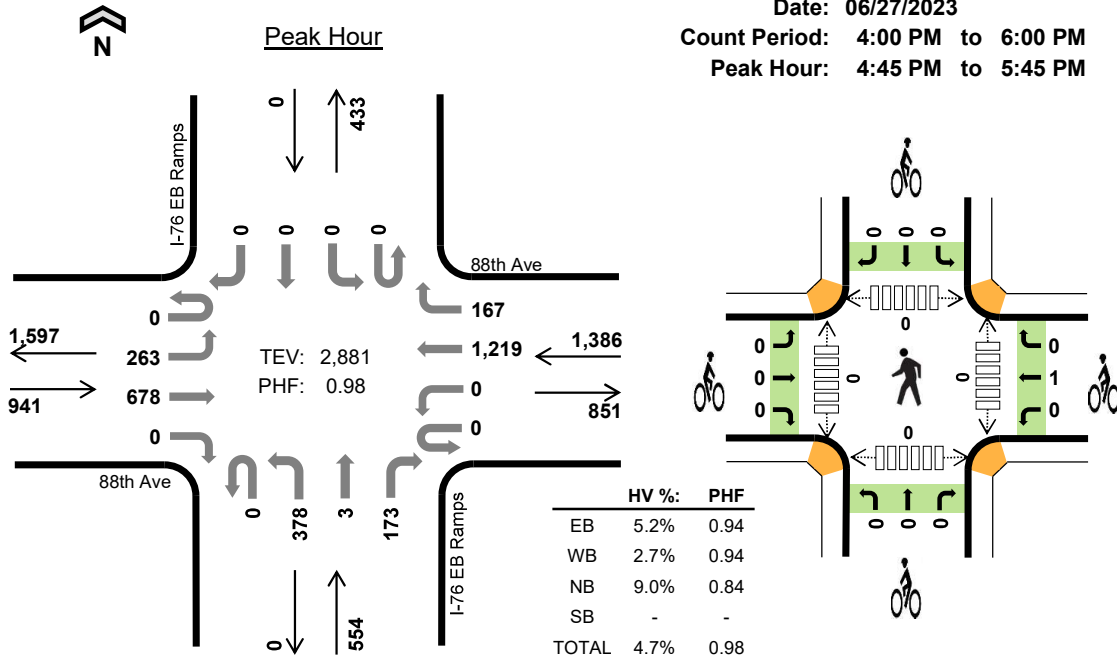 N
Peak Hour
Date: 06/27/2023
Count Period: 4:00 PM to 6:00 PM
Peak Hour: 4:45 PM to 5:45 PM
I-76 EB Ramps
0
433
0 0 0 0
88th Ave
0
263
678
0
1,597
941
TEV: 2,881
PHF: 0.98
167
1,219
0
0
1,386
851
88th Ave
0
378
3
173
I-76 EB Ramps
0
554
HV %: PHF
EB 5.2% 0.94
WB 2.7% 0.94
NB 9.0% 0.84
SB - -
TOTAL 4.7% 0.98
0 0 0
0
0
0
0
0
0
0
1
0
0
0 0 0